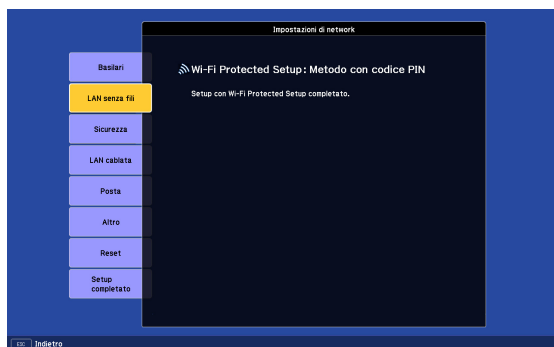 Impostazioni di network
Basilari
LAN senza fili
Sicurezza
LAN cablata
Posta
Altro
Reset
Setup
completato
Wi-Fi Protected Setup: Metodo con codice PIN
Setup con Wi-Fi Protected Setup completato.
ESC Indietro